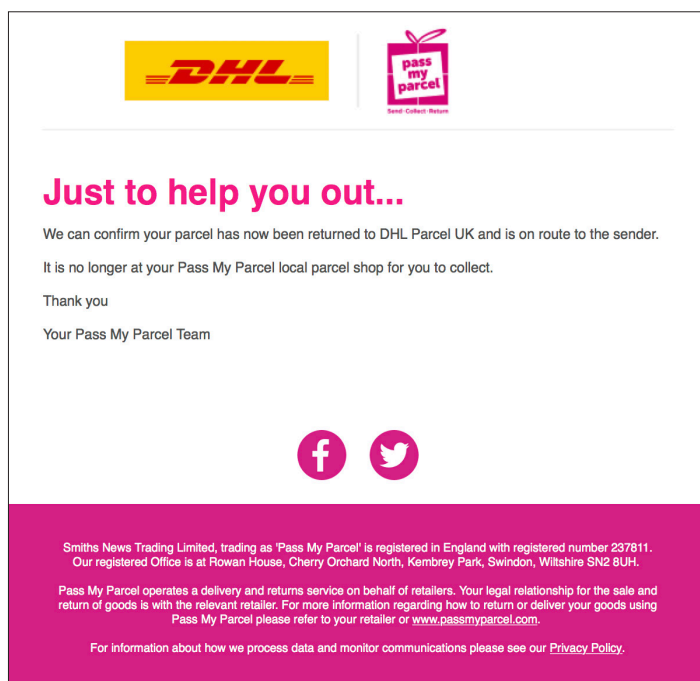 DHL
pass
my
parcel
Send·Collect·Return
Just to help you out...
We can confirm your parcel has now been returned to DHL Parcel UK and is on route to the sender.
It is no longer at your Pass My Parcel local parcel shop for you to collect.
Thank you
Your Pass My Parcel Team
Smiths News Trading Limited, trading as 'Pass My Parcel' is registered in England with registered number 237811.
Our registered Office is at Rowan House, Cherry Orchard North, Kembrey Park, Swindon, Wiltshire SN2 8UH.
Pass My Parcel operates a delivery and returns service on behalf of retailers. Your legal relationship for the sale and
return of goods is with the relevant retailer. For more information regarding how to return or deliver your goods using
Pass My Parcel please refer to your retailer or www.passmyparcel.com.
For information about how we process data and monitor communications please see our Privacy Policy.